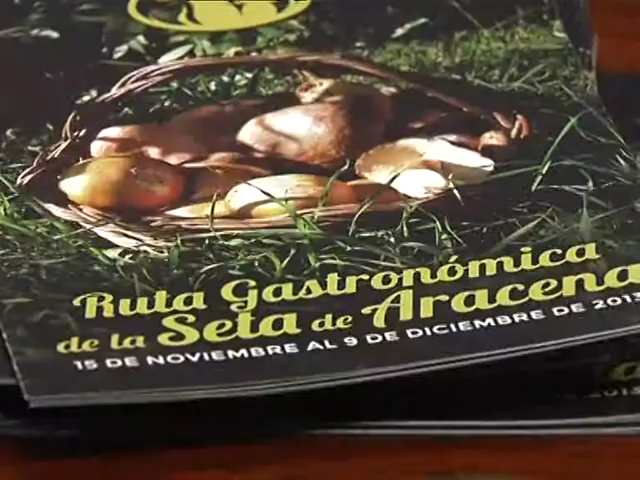 Ruta Gastronómica
de la Seta de Aracena
15 DE NOVIEMBRE AL 9 DE DICIEMBRE DE 2013